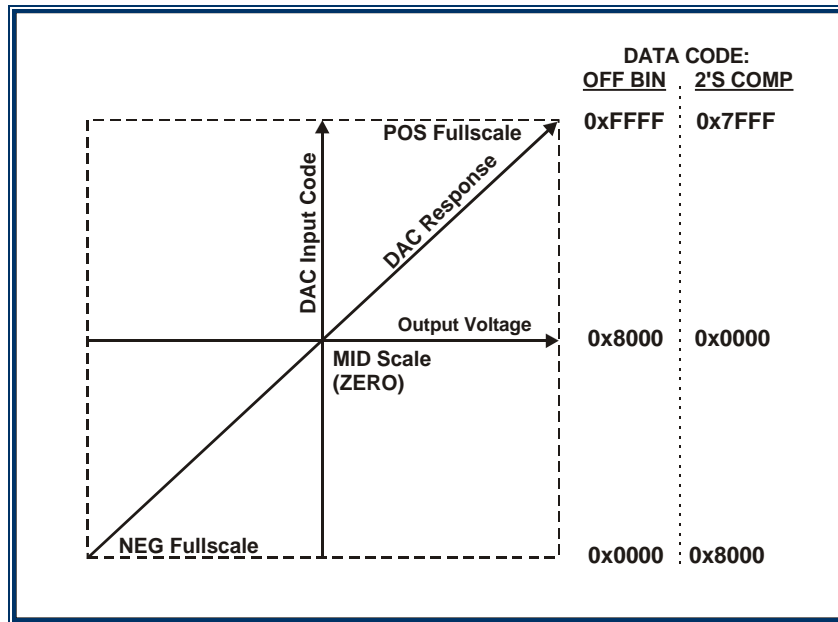 DATA CODE:
OFF BIN 2'S COMP
POS Fullscale
0xFFFF 0x7FFF
DAC Input Code
DAC Response
Output Voltage
0x8000 0x0000
MID Scale
(ZERO)
NEG Fullscale
0x0000 0x8000